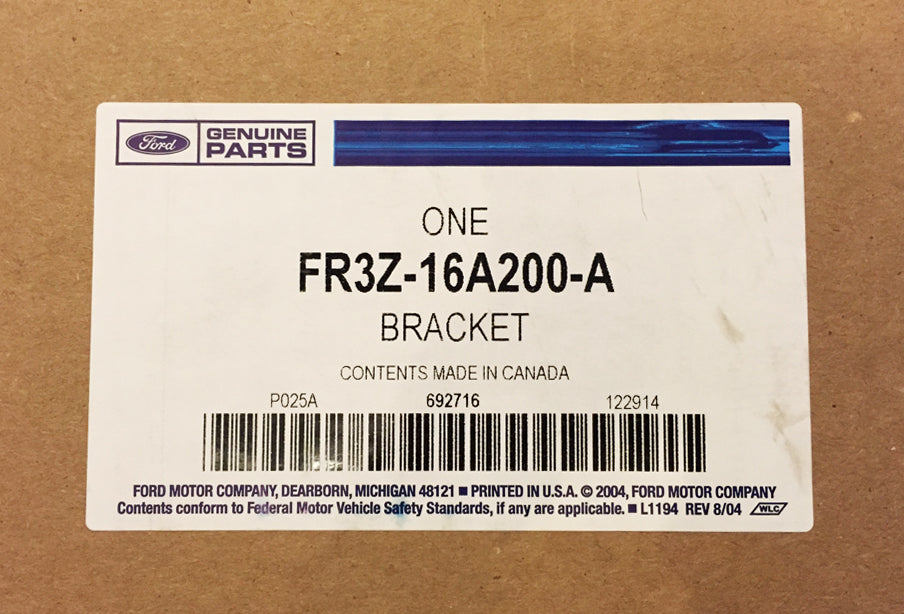 Ford GENUINE
PARTS
ONE
FR3Z-16A200-A
BRACKET
CONTENTS MADE IN CANADA
P025A 692716 122914
FORD MOTOR COMPANY, DEARBORN, MICHIGAN 48121 ■ PRINTED IN U.S.A. © 2004, FORD MOTOR COMPANY
Contents conform to Federal Motor Vehicle Safety Standards, if any are applicable. ■ L1194 REV 8/04 WLC